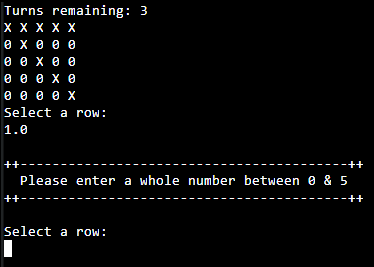 Turns remaining: 3
X X X X X
0 X 0 0 0
0 0 X 0 0
0 0 0 X 0
0 0 0 0 X
Select a row:
1.0
++-----------------------------------------++
Please enter a whole number between 0 & 5
++-----------------------------------------++
Select a row: